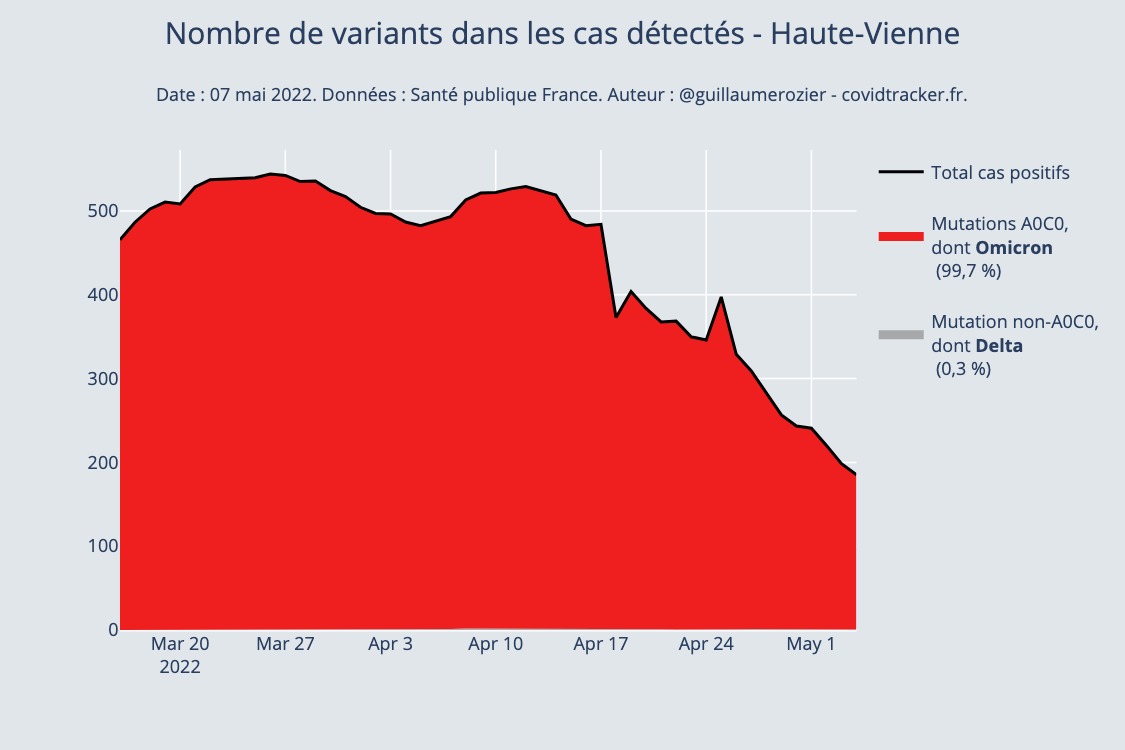 Nombre de variants dans les cas détectés - Haute-Vienne
Date : 07 mai 2022. Données : Santé publique France. Auteur : @guillaumerozier - covidtracker.fr.
Total cas positifs
Mutations A0C0,
dont Omicron
(99,7 %)
Mutation non-A0C0,
dont Delta
(0,3 %)
500
400
300
200
100
0
Mar 20
2022
Mar 27
Apr 3
Apr 10
Apr 17
Apr 24
May 1